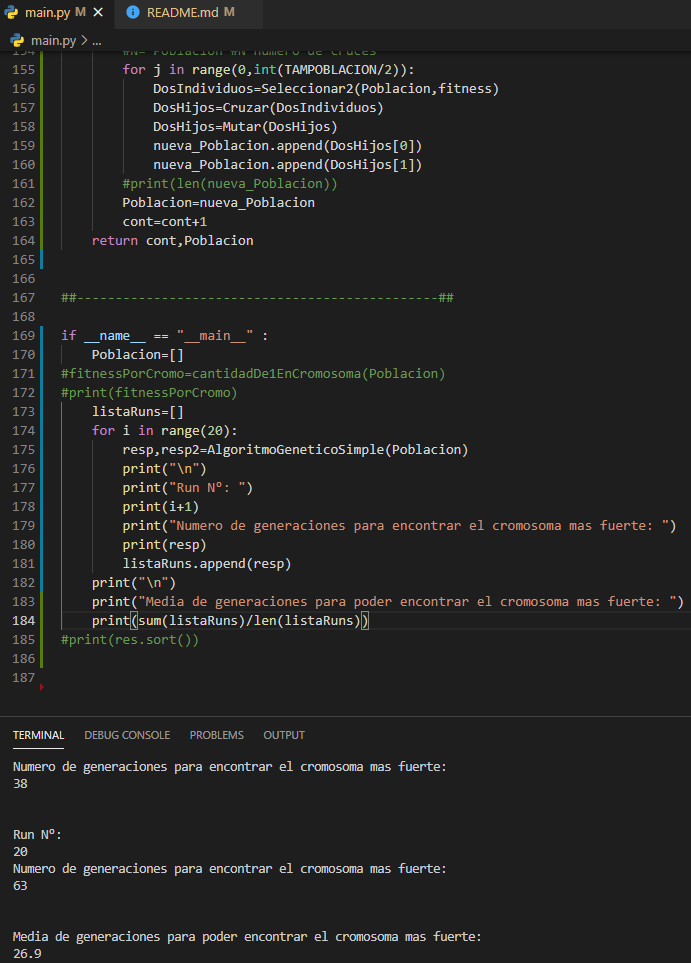 main.py M ✕ README.md M
main.py > ...
154 #N= Poblacion #N numero de cruces
155 for j in range(0,int(TAMPOBLACION/2)):
156 DosIndividuos=Seleccionar2(Poblacion,fitness)
157 DosHijos=Cruzar(DosIndividuos)
158 DosHijos=Mutar(DosHijos)
159 nueva_Poblacion.append(DosHijos[0])
160 nueva_Poblacion.append(DosHijos[1])
161 #print(len(nueva_Poblacion))
162 Poblacion=nueva_Poblacion
163 cont=cont+1
164 return cont,Poblacion
165
166
167 ##-----------------------------------------------##
168
169 if __name__ == "__main__" :
170 Poblacion=[]
171 #fitnessPorCromo=cantidadDe1EnCromosoma(Poblacion)
172 #print(fitnessPorCromo)
173 listaRuns=[]
174 for i in range(20):
175 resp,resp2=AlgoritmoGeneticoSimple(Poblacion)
176 print("\n")
177 print("Run Nº: ")
178 print(i+1)
179 print("Numero de generaciones para encontrar el cromosoma mas fuerte: ")
180 print(resp)
181 listaRuns.append(resp)
182 print("\n")
183 print("Media de generaciones para poder encontrar el cromosoma mas fuerte: ")
184 print(sum(listaRuns)/len(listaRuns))
185 #print(res.sort())
186
187
TERMINAL DEBUG CONSOLE PROBLEMS OUTPUT
Numero de generaciones para encontrar el cromosoma mas fuerte:
38
Run Nº:
20
Numero de generaciones para encontrar el cromosoma mas fuerte:
63
Media de generaciones para poder encontrar el cromosoma mas fuerte:
26.9